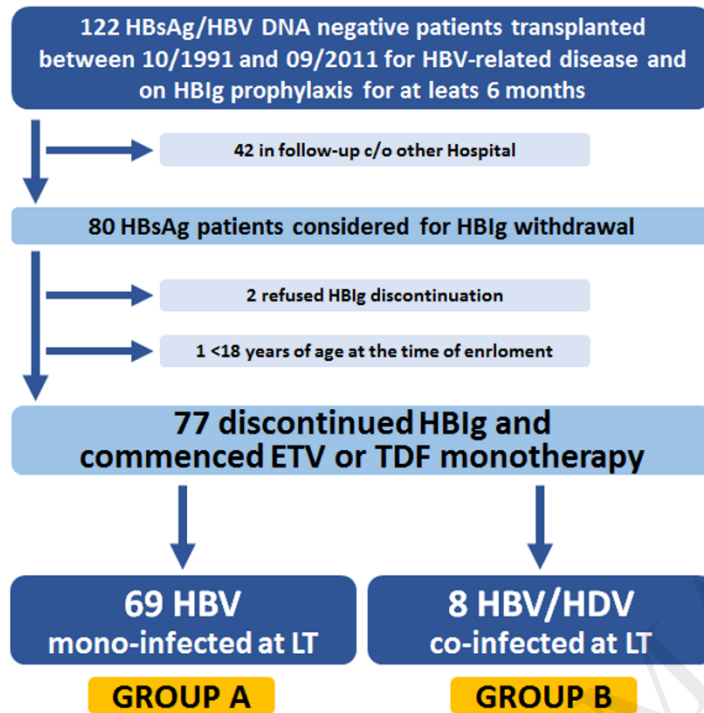 122 HBsAg/HBV DNA negative patients transplanted
between 10/1991 and 09/2011 for HBV-related disease and
on HBIg prophylaxis for at leats 6 months
42 in follow-up c/o other Hospital
80 HBsAg patients considered for HBIg withdrawal
2 refused HBIg discontinuation
1 <18 years of age at the time of enrloment
77 discontinued HBIg and
commenced ETV or TDF monotherapy
69 HBV
mono-infected at LT
8 HBV/HDV
co-infected at LT
GROUP A
GROUP B